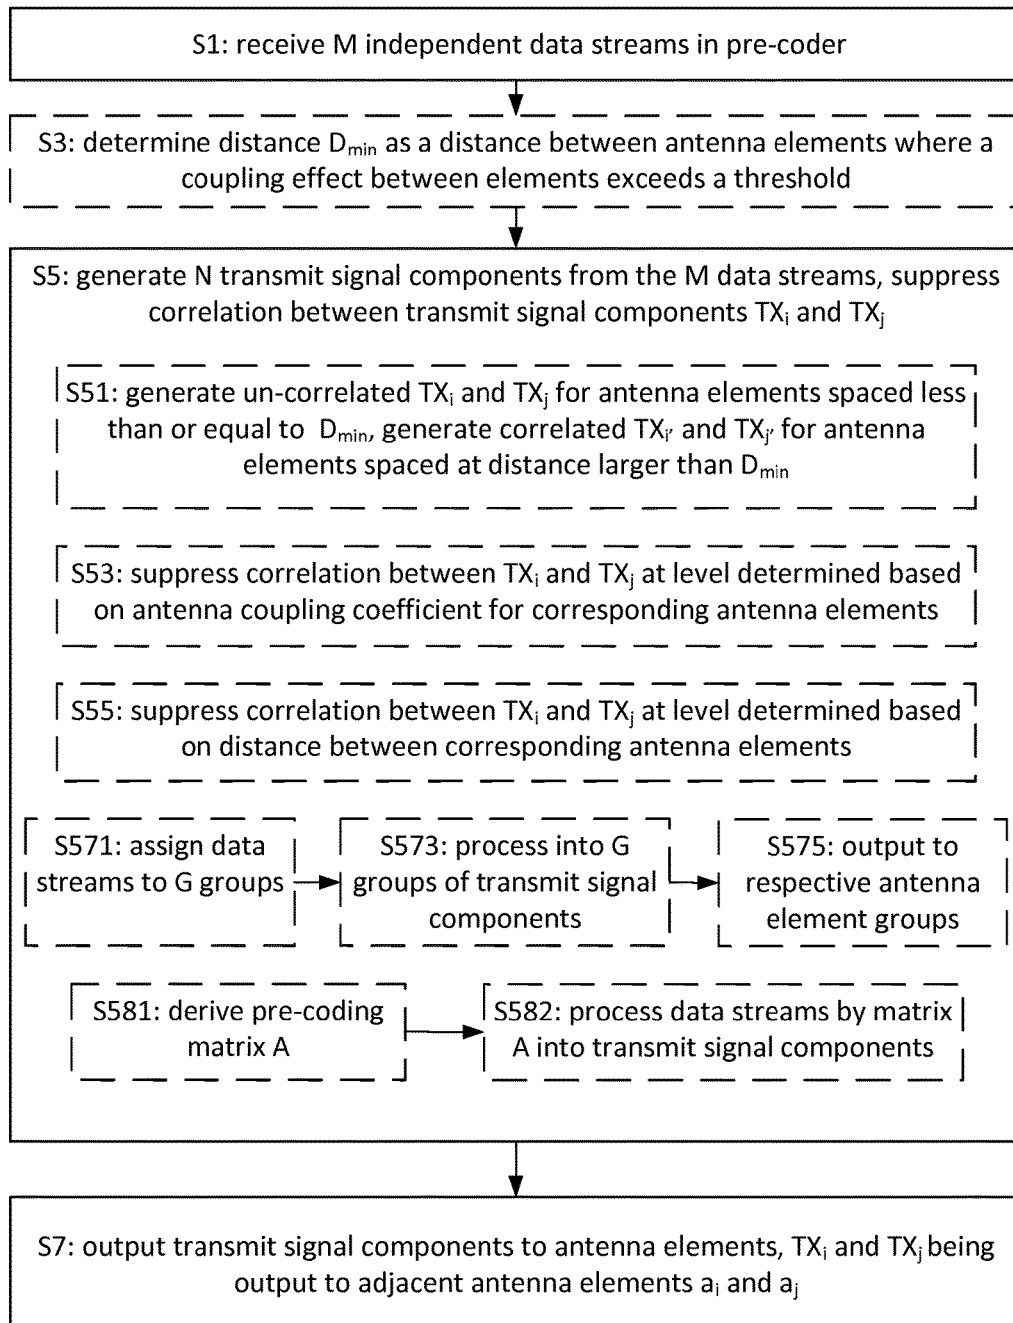 S1: receive M independent data streams in pre-coder
S3: determine distance Dmin as a distance between antenna elements where a
coupling effect between elements exceeds a threshold
S5: generate N transmit signal components from the M data streams, suppress
correlation between transmit signal components TXi and TXj
S51: generate un-correlated TXi and TXj for antenna elements spaced less
than or equal to Dmin, generate correlated TXi' and TXj' for antenna
elements spaced at distance larger than Dmin
S53: suppress correlation between TXi and TXj at level determined based
on antenna coupling coefficient for corresponding antenna elements
S55: suppress correlation between TXi and TXj at level determined based
on distance between corresponding antenna elements
S571: assign data
streams to G groups
S573: process into G
groups of transmit signal
components
S575: output to
respective antenna
element groups
S581: derive pre-coding
matrix A
S582: process data streams by matrix
A into transmit signal components
S7: output transmit signal components to antenna elements, TXi and TXj being
output to adjacent antenna elements ai and aj